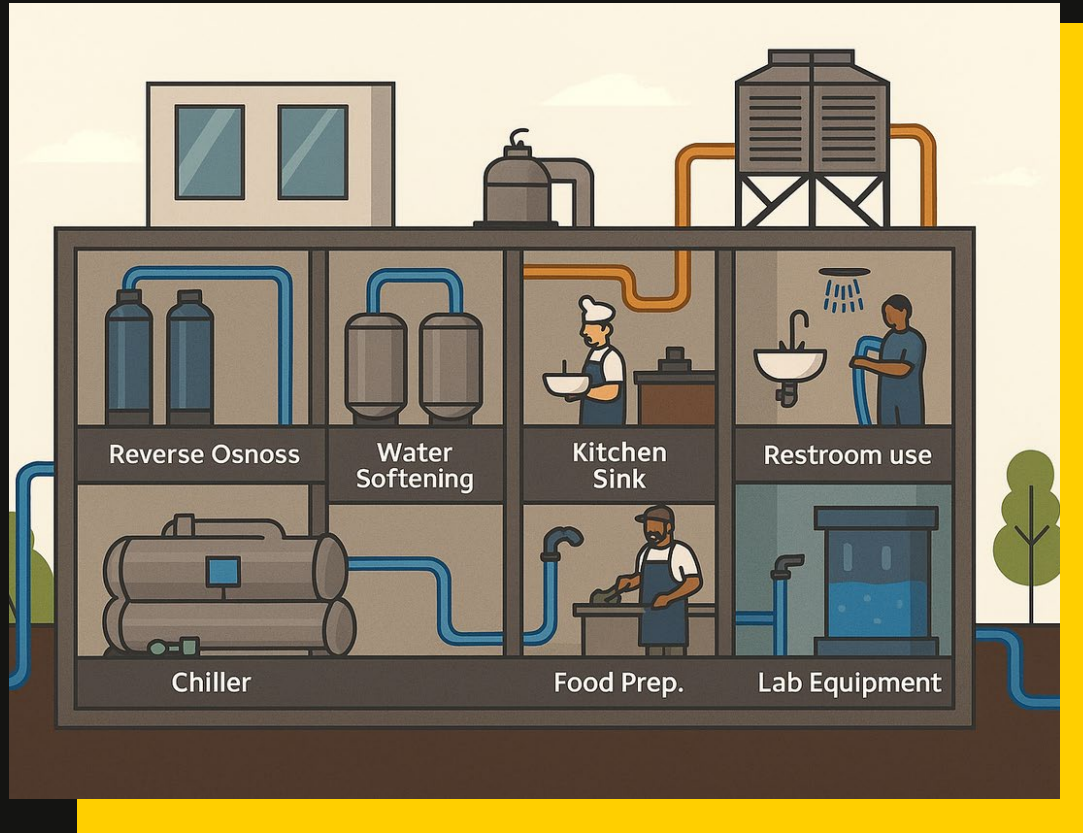 Reverse Osnoss
Water
Softening
Kitchen
Sink
Restroom use
Chiller
Food Prep.
Lab Equipment